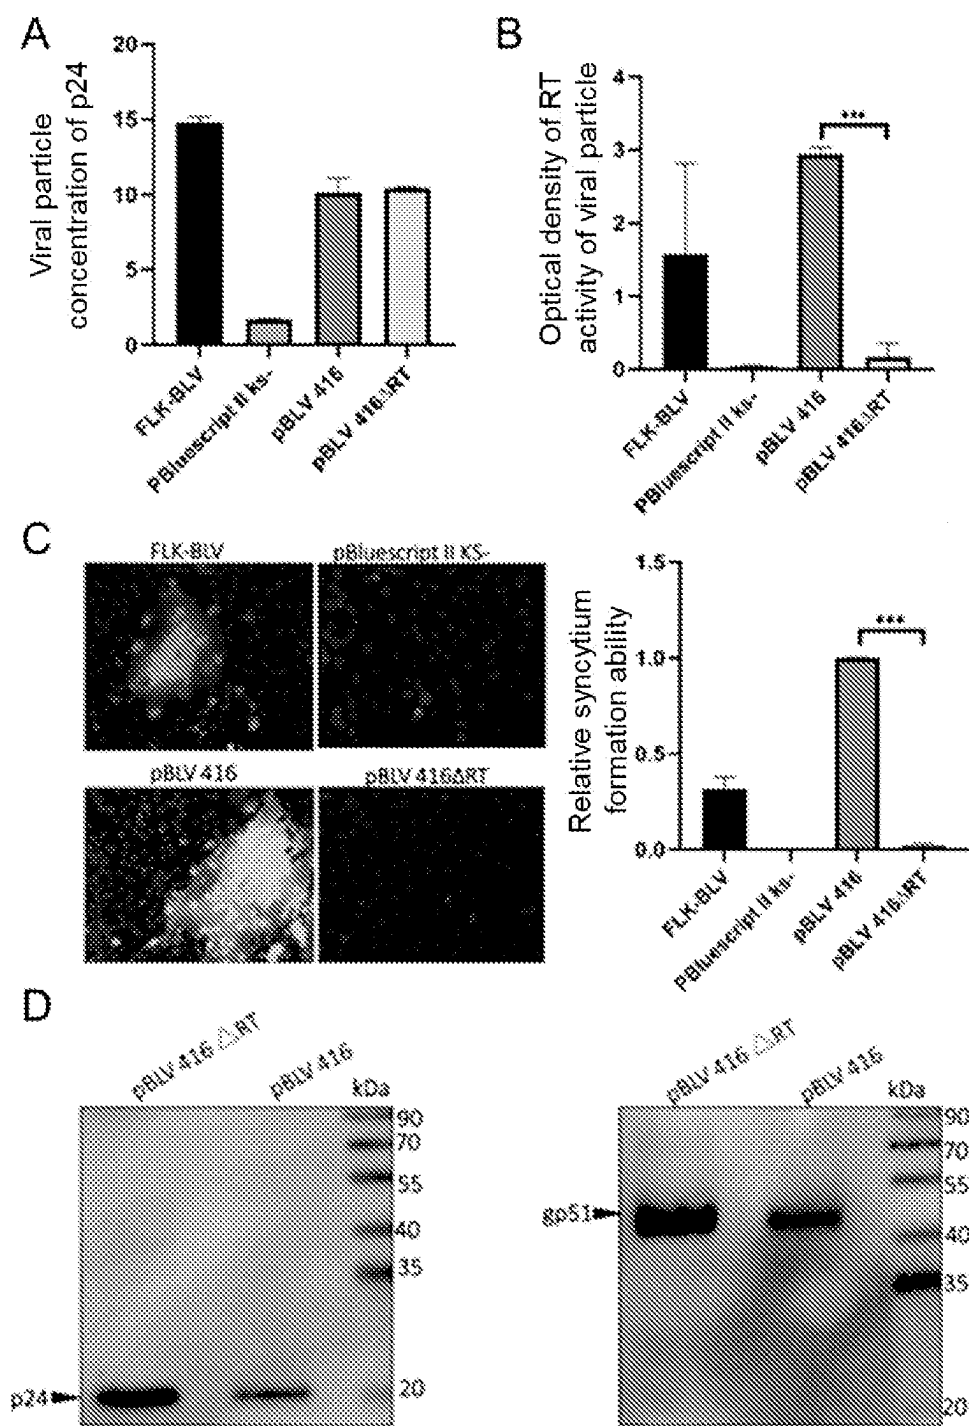 A
Viral particle
concentration of p24
20
15
10
5
0
FLK-BLV
PBluescript II ks-
pBLV 416
pBLV 416ΔRT
B
Optical density of RT
activity of viral particle
4
3
2
1
0
***
FLK-BLV
PBluescript II ks-
pBLV 416
pBLV 416ΔRT
C
FLK-BLV
pBluescript II KS-
pBLV 416
pBLV 416ΔRT
Relative syncytium
formation ability
1.5
1.0
0.5
0.0
***
FLK-BLV
PBluescript II ks-
pBLV 416
pBLV 416ΔRT
D
pBLV 416 △RT
pBLV 416
kDa
90
70
55
40
35
20
p24
pBLV 416 △RT
pBLV 416
kDa
90
70
55
40
35
20
gp51